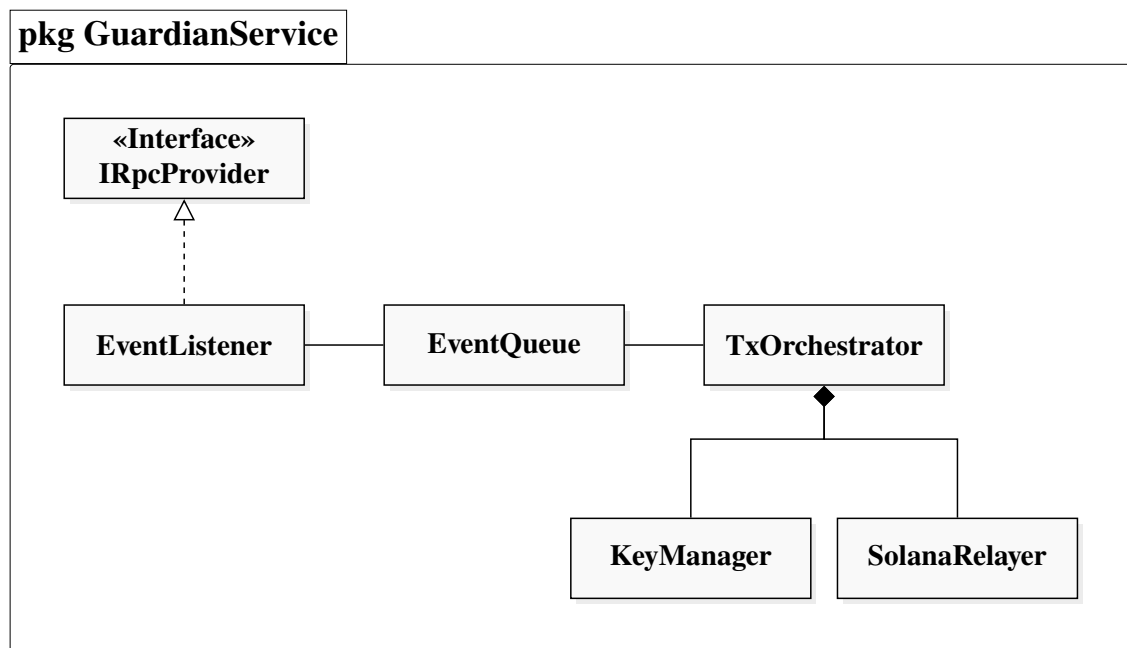 pkg GuardianService
«Interface»
IRpcProvider
EventListener
EventQueue
TxOrchestrator
KeyManager
SolanaRelayer